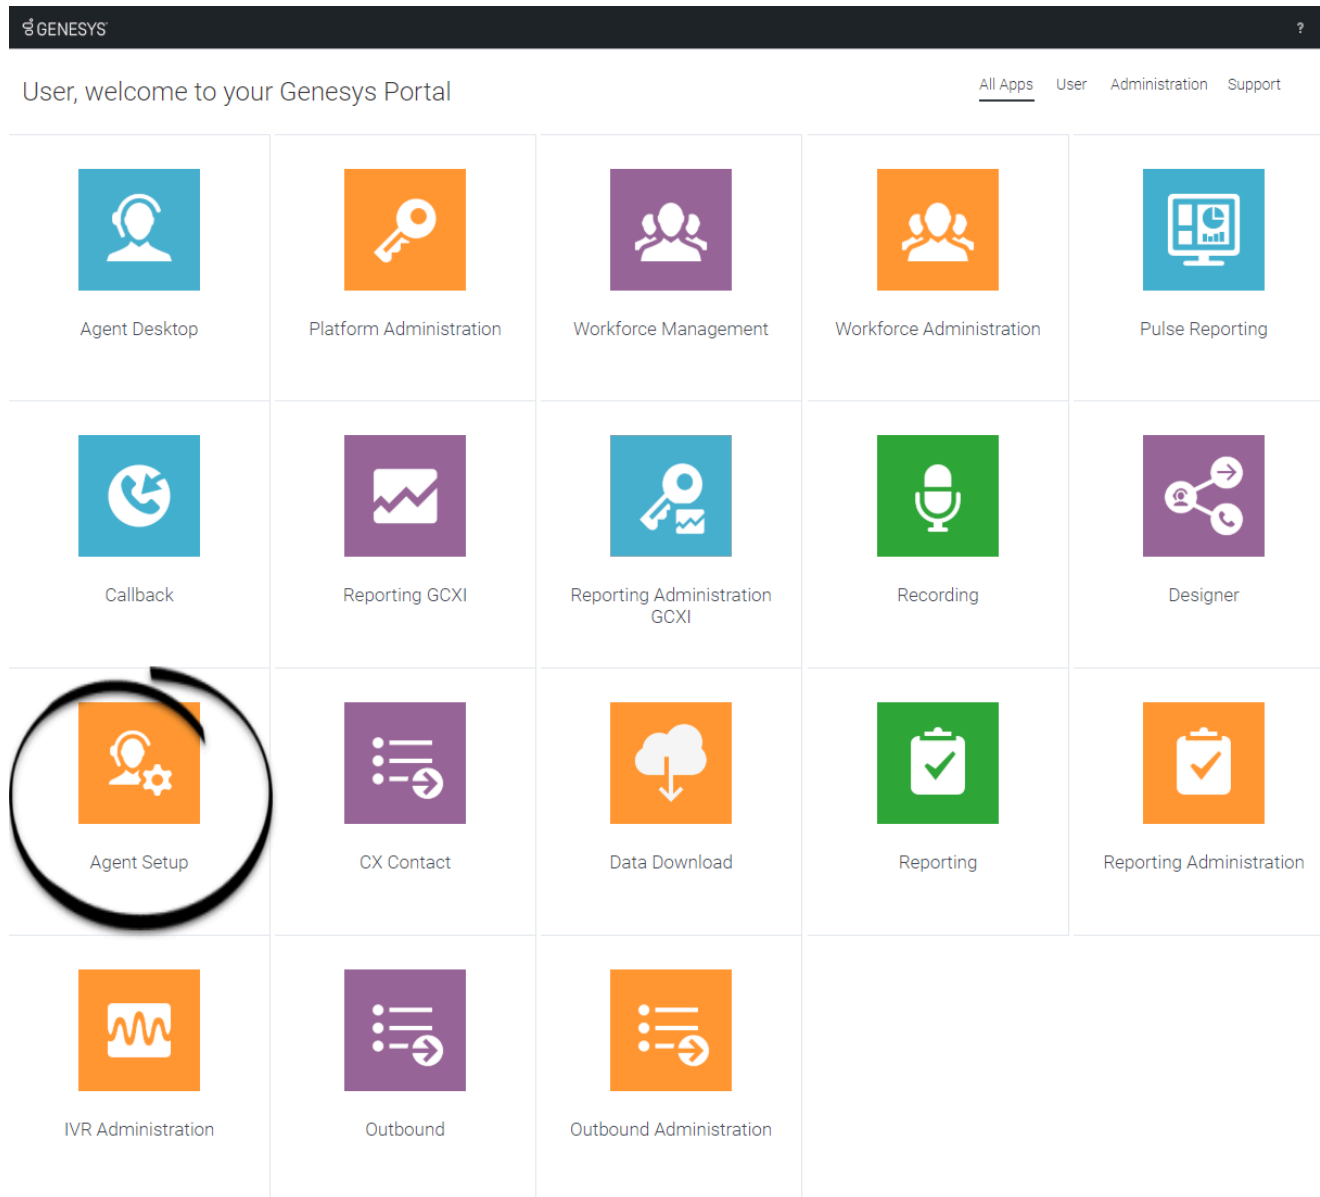 GENESYS
?
User, welcome to your Genesys Portal
All Apps User Administration Support
Agent Desktop
Platform Administration
Workforce Management
Workforce Administration
Pulse Reporting
Callback
Reporting GCXI
Reporting Administration
GCXI
Recording
Designer
Agent Setup
CX Contact
Data Download
Reporting
Reporting Administration
IVR Administration
Outbound
Outbound Administration